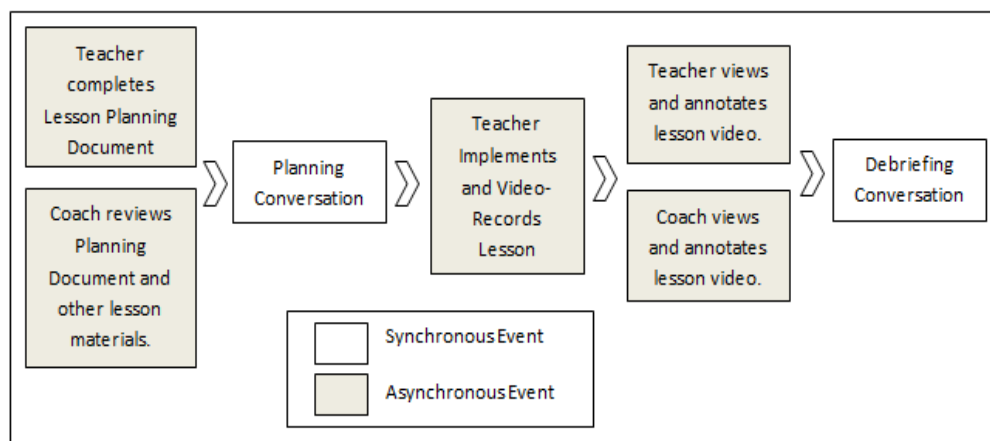 Teacher
completes
Lesson Planning
Document
Coach reviews
Planning
Document and
other lesson
materials.
Planning
Conversation
Teacher
Implements
and Video-
Records
Lesson
Teacher views
and annotates
lesson video.
Coach views
and annotates
lesson video.
Debriefing
Conversation
Synchronous Event
Asynchronous Event